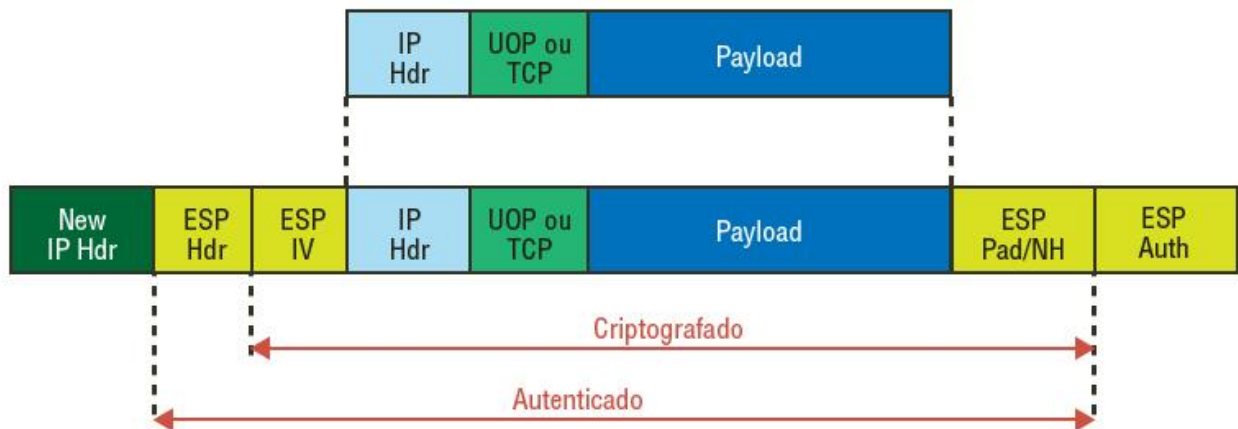 IP
Hdr
UOP ou
TCP
Payload
New
IP Hdr
ESP
Hdr
ESP
IV
IP
Hdr
UOP ou
TCP
Payload
ESP
Pad/NH
ESP
Auth
Criptografado
Autenticado